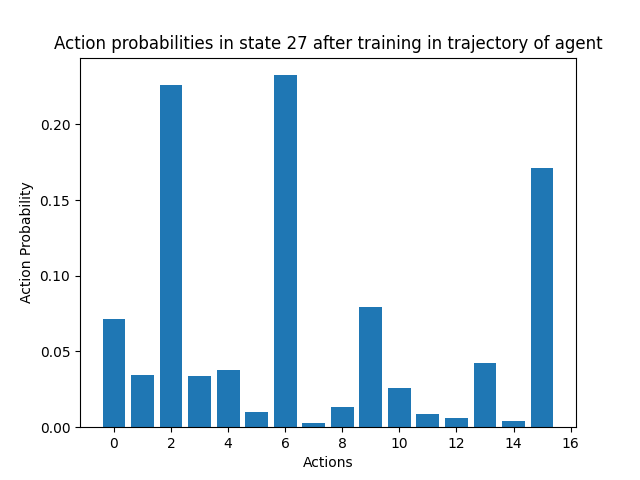 Action probabilities in state 27 after training in trajectory of agent
Action Probability
0.20
0.15
0.10
0.05
0.00
0 2 4 6 8 10 12 14 16
Actions